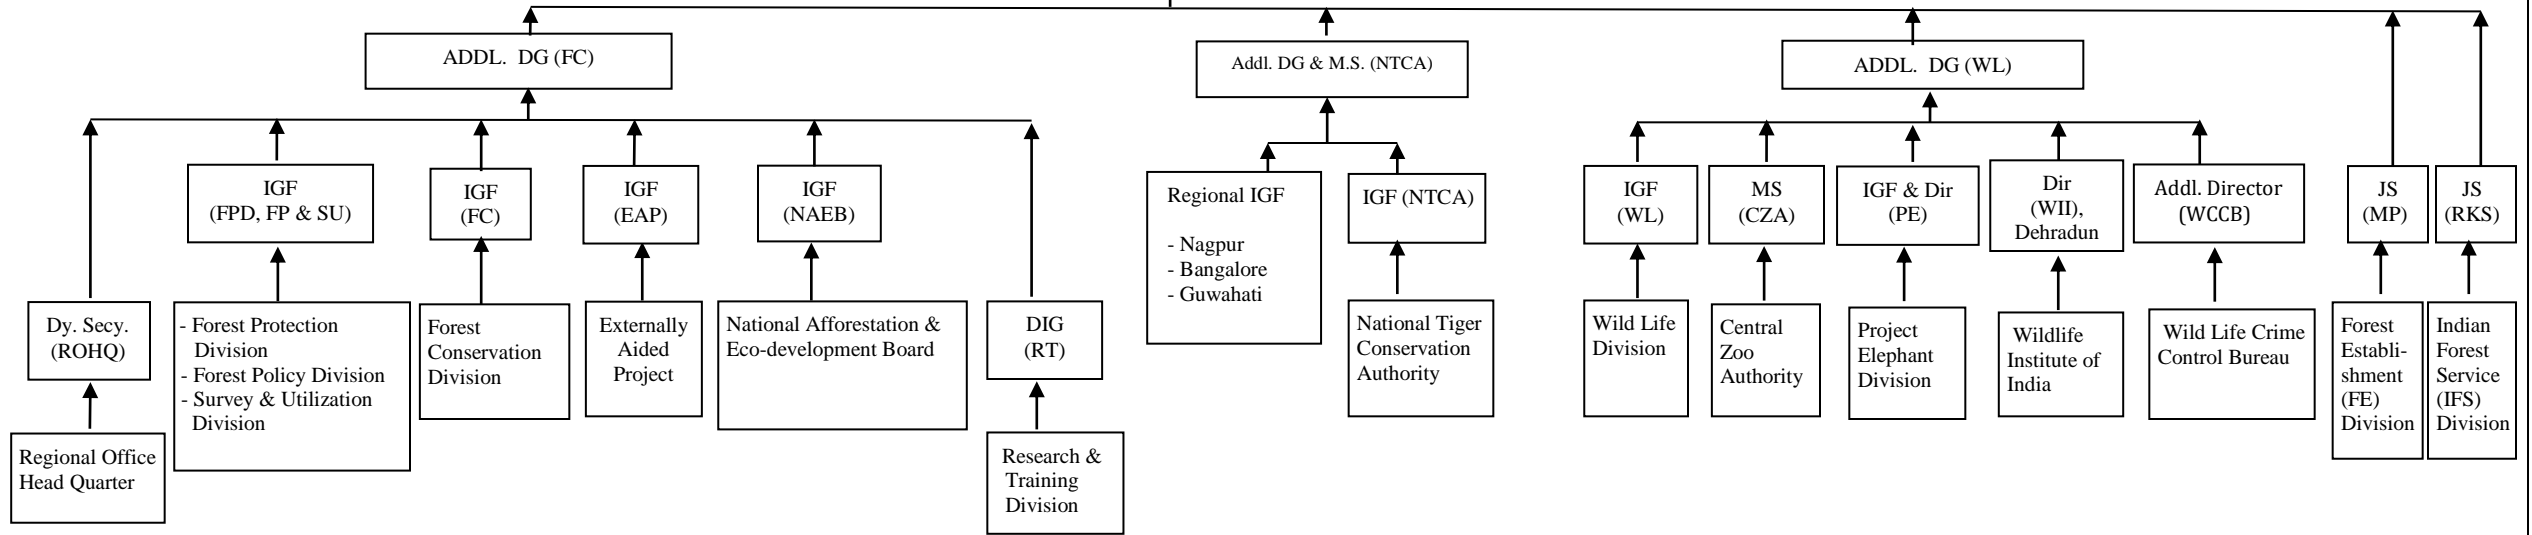 ADDL. DG (FC)
Addl. DG & M.S. (NTCA)
ADDL. DG (WL)
IGF
(FPD, FP & SU)
IGF
(FC)
IGF
(EAP)
IGF
(NAEB)
Regional IGF
- Nagpur
- Bangalore
- Guwahati
IGF (NTCA)
IGF
(WL)
MS
(CZA)
IGF & Dir
(PE)
Dir
(WII),
Dehradun
Addl. Director
(WCCB)
JS
(MP)
JS
(RKS)
Dy. Secy.
(ROHQ)
- Forest Protection
Division
- Forest Policy Division
- Survey & Utilization
Division
Forest
Conservation
Division
Externally
Aided
Project
National Afforestation &
Eco-development Board
DIG
(RT)
National Tiger
Conservation
Authority
Wild Life
Division
Central
Zoo
Authority
Project
Elephant
Division
Wildlife
Institute of
India
Wild Life Crime
Control Bureau
Forest
Establi-
shment
(FE)
Division
Indian
Forest
Service
(IFS)
Division
Regional Office
Head Quarter
Research &
Training
Division